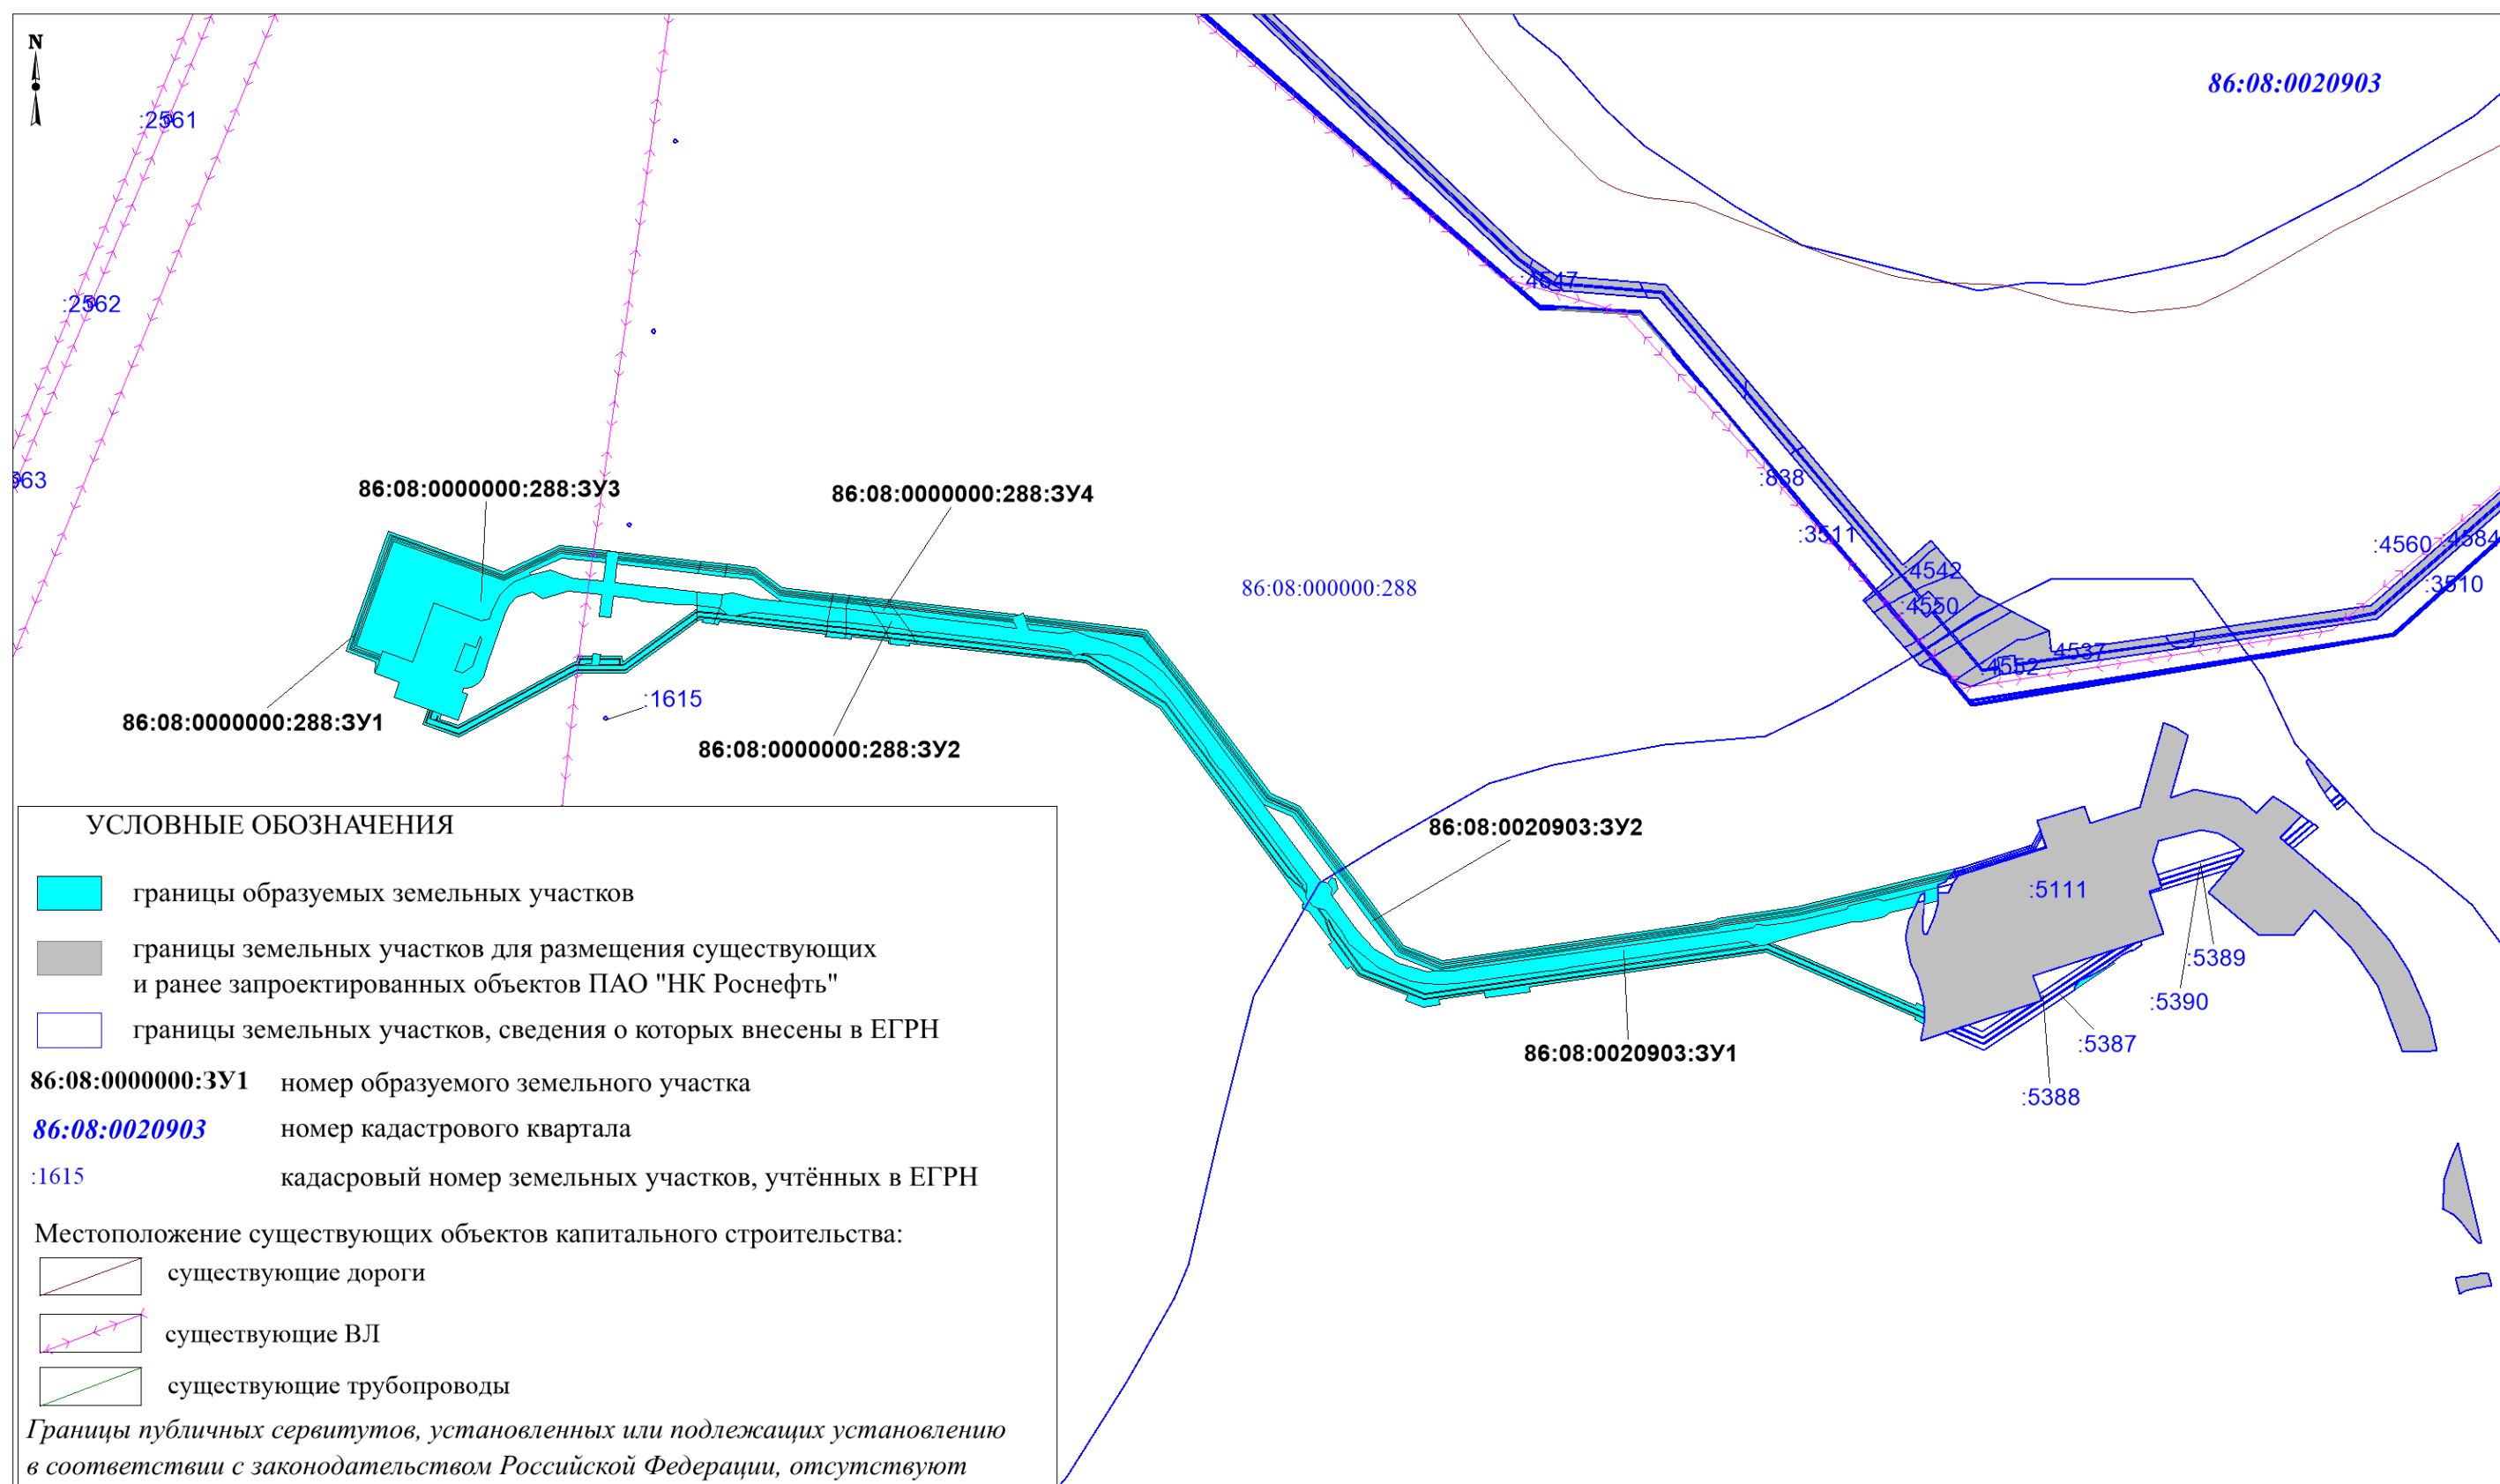 N
86:08:0020903
:2561
:2562
:4547
563
86:08:0000000:288:ЗУ3
86:08:0000000:288:ЗУ4
:838
:3511
:4560
:4584
:4542
86:08:000000:288
:3510
:4550
:4537
:4552
:1615
86:08:0000000:288:ЗУ1
86:08:0000000:288:ЗУ2
86:08:0020903:ЗУ2
:5111
:5389
:5390
:5387
86:08:0020903:ЗУ1
:5388
УСЛОВНЫЕ ОБОЗНАЧЕНИЯ
границы образуемых земельных участков
границы земельных участков для размещения существующих
и ранее запроектированных объектов ПАО "НК Роснефть"
границы земельных участков, сведения о которых внесены в ЕГРН
86:08:0000000:ЗУ1 номер образуемого земельного участка
86:08:0020903 номер кадастрового квартала
:1615 кадасровый номер земельных участков, учтённых в ЕГРН
Местоположение существующих объектов капитального строительства:
существующие дороги
существующие ВЛ
существующие трубопроводы
Границы публичных сервитутов, установленных или подлежащих установлению
в соответствии с законодательством Российской Федерации, отсутствуют